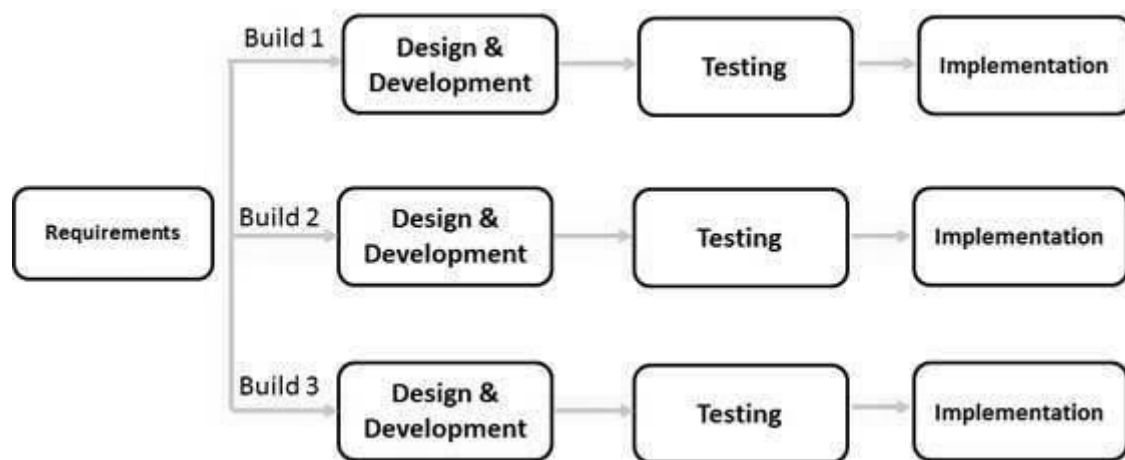 Build 1
Design &
Development
Testing
Implementation
Requirements
Build 2
Design &
Development
Testing
Implementation
Build 3
Design &
Development
Testing
Implementation